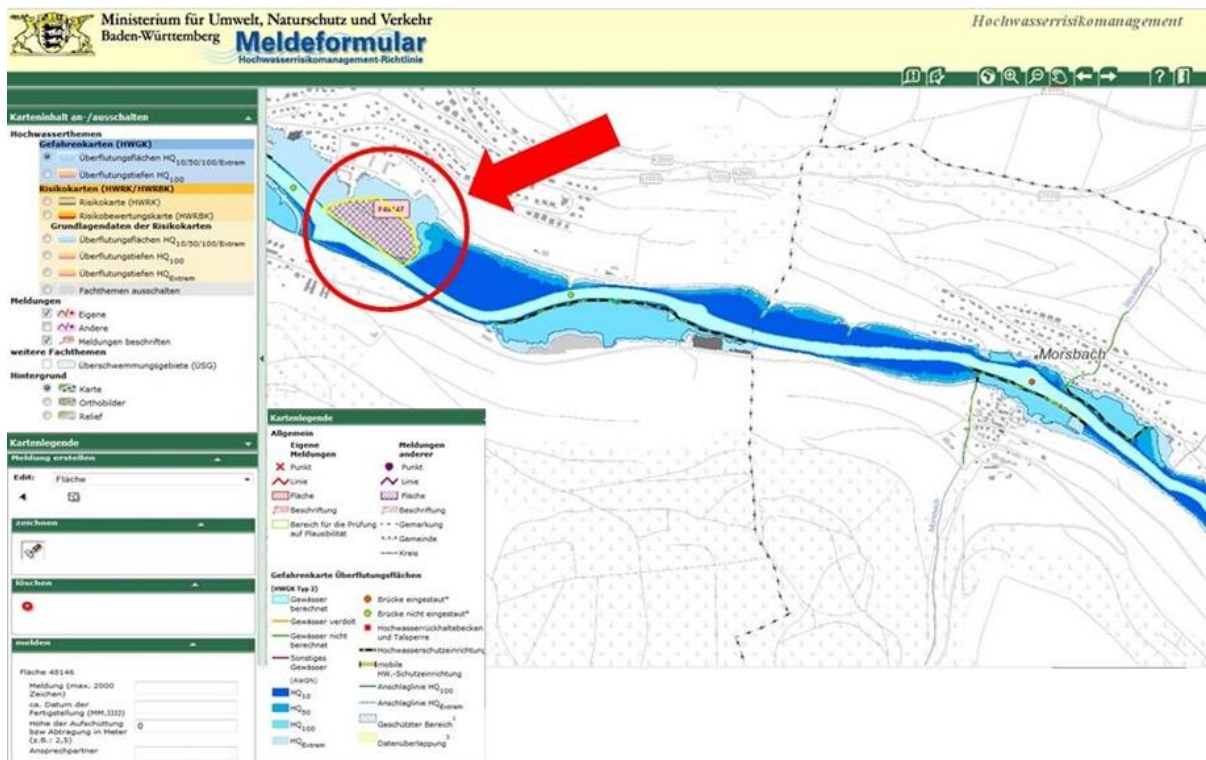 Ministerium für Umwelt, Naturschutz und Verkehr
Baden-Württemberg
Meldeformular
Hochwasserrisikomanagement-Richtlinie
Hochwasserrisikomanagement
Karteninhalt an-/ausschalten
Hochwasserthemen
Gefahrenkarten (HWGK)
Überflutungsflächen HQ10/50/100/Extrem
Überflutungstiefen HQ100
Risikokarten (HWRK/HWRBK)
Risikokarte (HWRK)
Risikobewertungskarte (HWRBK)
Grundlagendaten der Risikokarten
Überflutungsflächen HQ10/50/100/Extrem
Überflutungstiefen HQ100
Überflutungstiefen HQExtrem
Fachthemen ausschalten
Meldungen
Eigene
Andere
Meldungen beschriften
weitere Fachthemen
Überschwemmungsgebiete (ÜSG)
Hintergrund
Karte
Orthobilder
Relief
Kartenlegende
Meldung erstellen
Edit: Fläche
zeichnen
löschen
melden
Fläche 48146
Meldung (max. 2000
Zeichen)
ca. Datum der
Fertigstellung (MM.JJJJ)
Höhe der Aufschüttung
bzw Abtragung in Meter
(z.B.: 2,5)
0
Ansprechpartner
Morsbach
Kartenlegende
Allgemein
Eigene
Meldungen
Punkt
Linie
Fläche
Beschriftung
Bereich für die Prüfung
auf Plausibilität
Meldungen
anderer
Punkt
Linie
Fläche
Beschriftung
Gemarkung
Gemeinde
Kreis
Gefahrenkarte Überflutungsflächen
(HWGK Typ 2)
Gewässer
berechnet
Gewässer verdolt
Gewässer nicht
berechnet
Sonstiges
Gewässer
(AWGN)
HQ10
HQ50
HQ100
HQExtrem
Brücke eingestaut*
Brücke nicht eingestaut*
Hochwasserrückhaltebecken
und Talsperre
Hochwasserschutzeinrichtung
mobile
HW.-Schutzeinrichtung
Anschlaglinie HQ100
Anschlaglinie HQExtrem
Geschützter Bereich
Datenüberlappung